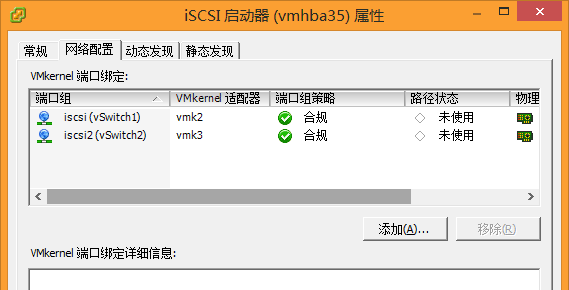 iSCSI 启动器 (vmhba35) 属性
常规 网络配置 动态发现 静态发现
VMkernel 端口绑定:
端口组 VMkernel 适配器 端口组策略 路径状态 物理
iscsi (vSwitch1) vmk2 合规 未使用
iscsi2 (vSwitch2) vmk3 合规 未使用
添加(A)... 移除(R)
VMkernel 端口绑定详细信息: